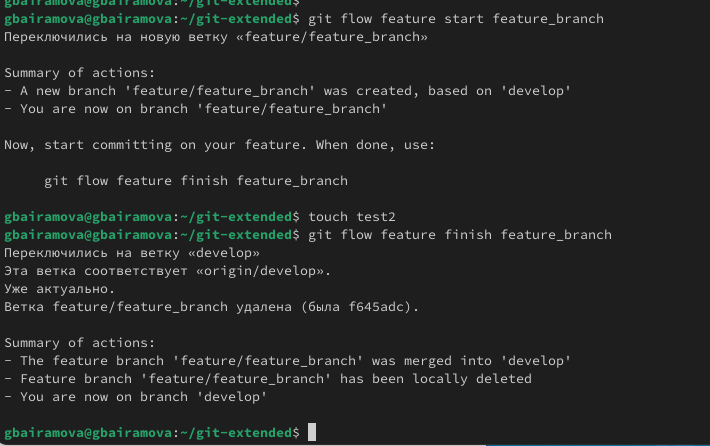 gbairamova@gbairamova:~/git-extended$
gbairamova@gbairamova:~/git-extended$ git flow feature start feature_branch
Переключились на новую ветку «feature/feature_branch»
Summary of actions:
- A new branch 'feature/feature_branch' was created, based on 'develop'
- You are now on branch 'feature/feature_branch'
Now, start committing on your feature. When done, use:
git flow feature finish feature_branch
gbairamova@gbairamova:~/git-extended$ touch test2
gbairamova@gbairamova:~/git-extended$ git flow feature finish feature_branch
Переключились на ветку «develop»
Эта ветка соответствует «origin/develop».
Уже актуально.
Ветка feature/feature_branch удалена (была f645adc).
Summary of actions:
- The feature branch 'feature/feature_branch' was merged into 'develop'
- Feature branch 'feature/feature_branch' has been locally deleted
- You are now on branch 'develop'
gbairamova@gbairamova:~/git-extended$